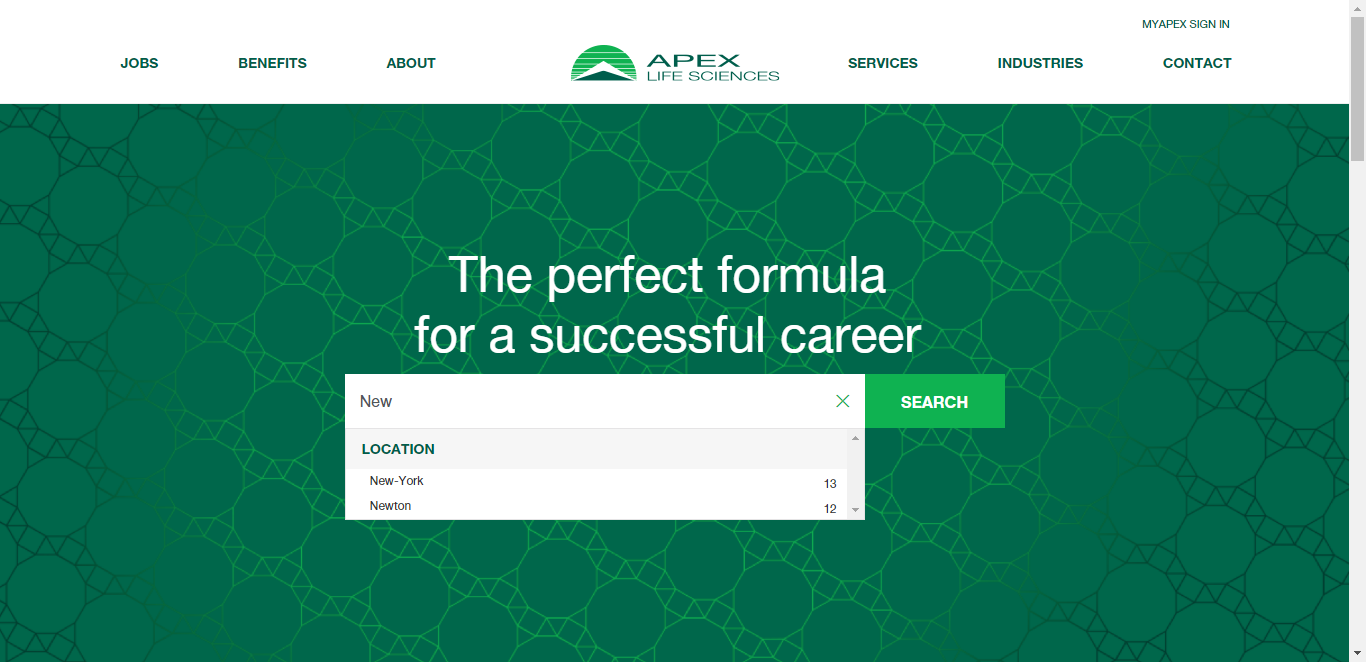 MYAPEX SIGN IN
JOBS BENEFITS ABOUT APEX LIFE SCIENCES SERVICES INDUSTRIES CONTACT
The perfect formula
for a successful career
New SEARCH
LOCATION
New-York 13
Newton 12